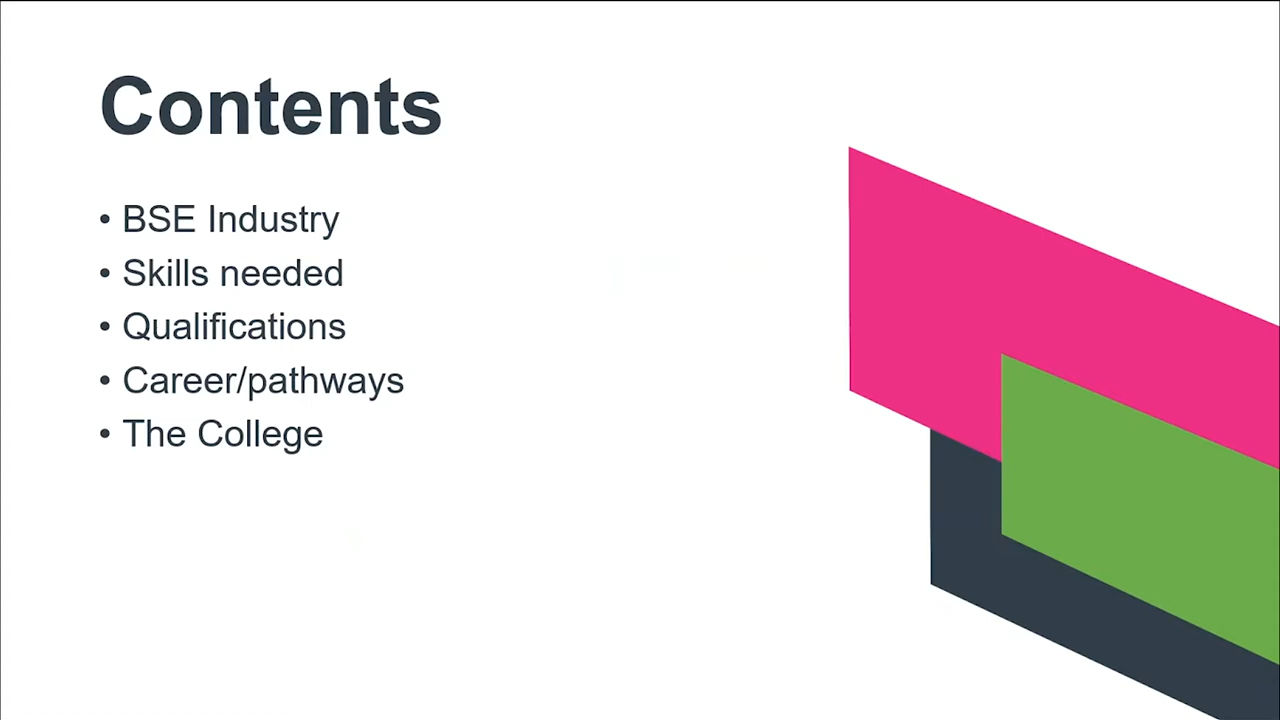 Contents
• BSE Industry
• Skills needed
• Qualifications
• Career/pathways
• The College